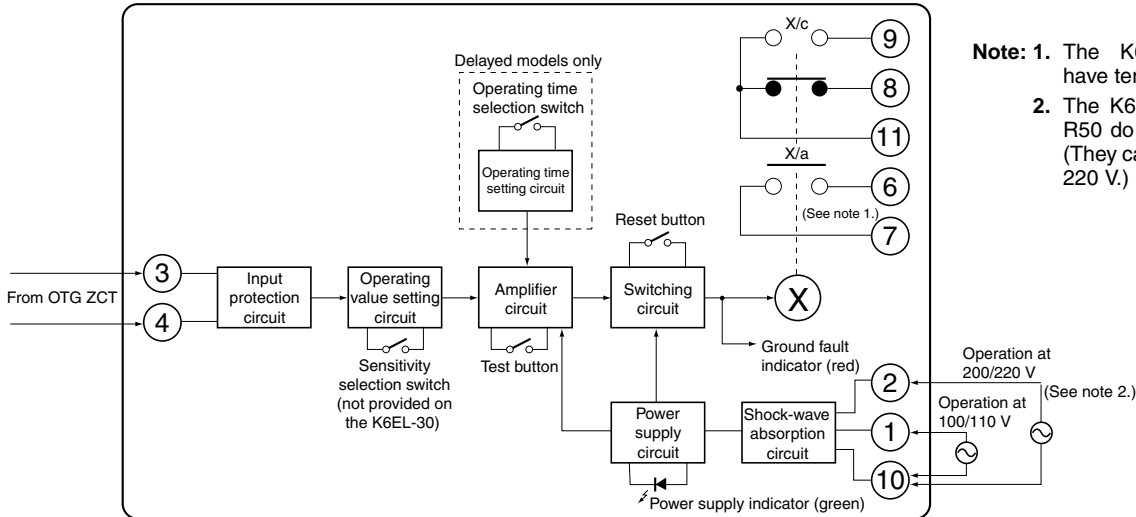 X/c
9
Delayed models only
Operating time
selection switch
8
11
Operating time
setting circuit
X/a
6
(See note 1.)
7
Reset button
From OTG ZCT
3
4
Input
protection
circuit
Operating
value setting
circuit
Amplifier
circuit
Switching
circuit
X
Sensitivity
selection switch
(not provided on
the K6EL-30)
Test button
Ground fault
indicator (red)
Power
supply
circuit
Shock-wave
absorption
circuit
2
1
10
Operation at
200/220 V
(See note 2.)
Operation at
100/110 V
Power supply indicator (green)
Note: 1. The K6
have ter
2. The K6
R50 do
(They ca
220 V.)